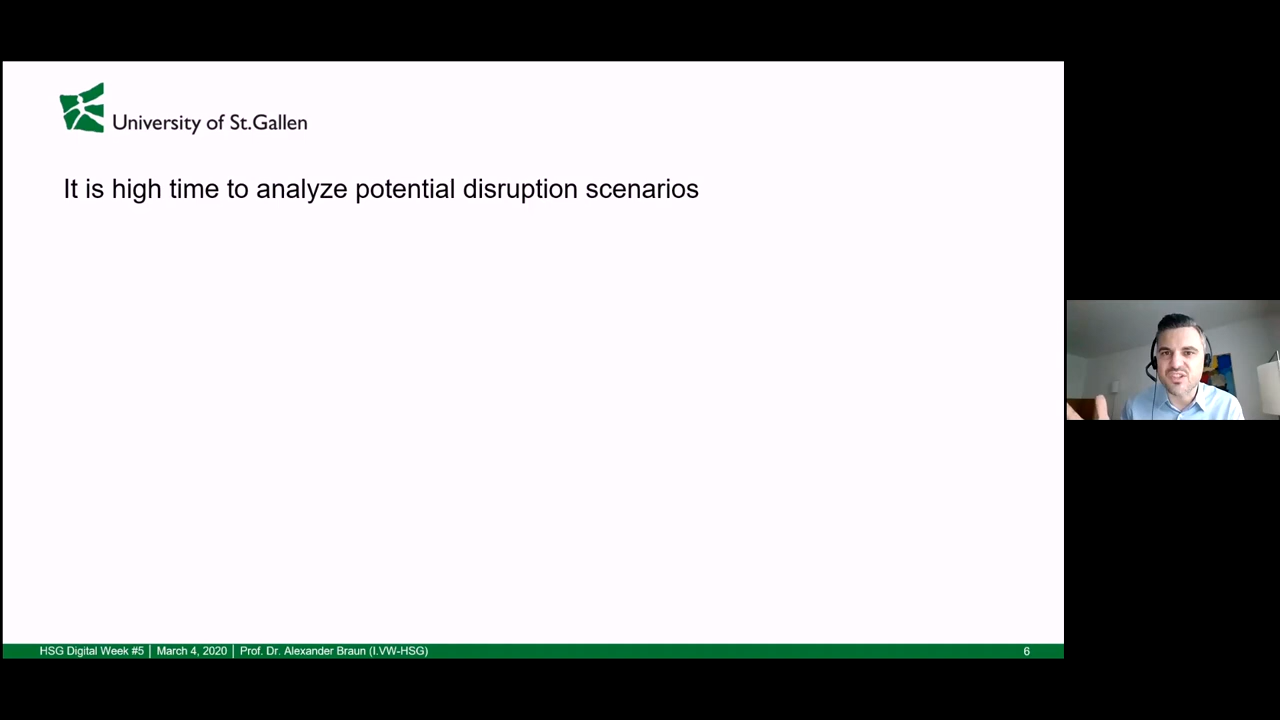 University of St.Gallen
It is high time to analyze potential disruption scenarios
HSG Digital Week #5 | March 4, 2020 | Prof. Dr. Alexander Braun (I.VW-HSG)
6